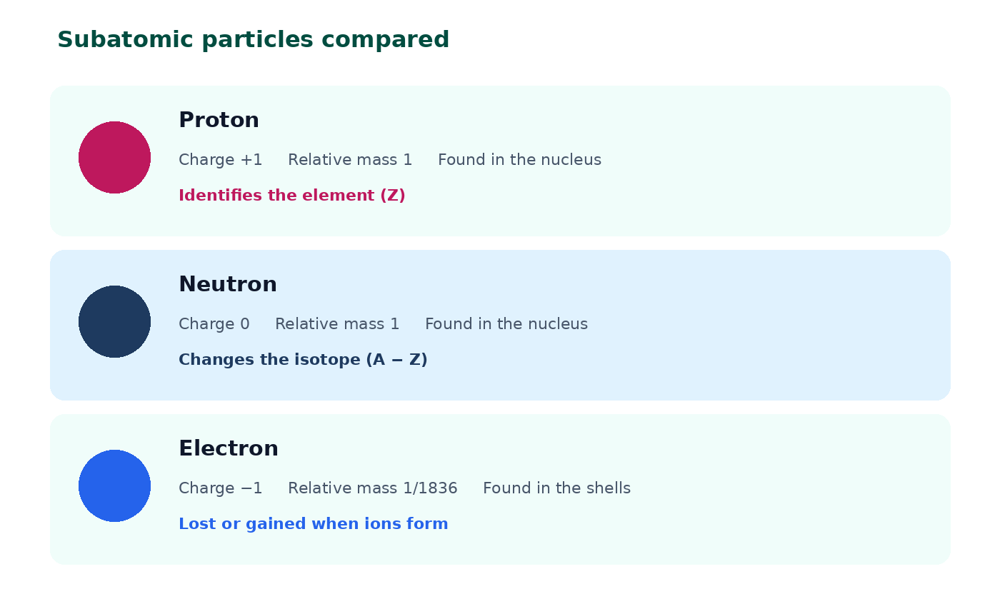 Subatomic particles compared
Proton
Charge +1 Relative mass 1 Found in the nucleus
Identifies the element (Z)
Neutron
Charge 0 Relative mass 1 Found in the nucleus
Changes the isotope (A − Z)
Electron
Charge −1 Relative mass 1/1836 Found in the shells
Lost or gained when ions form